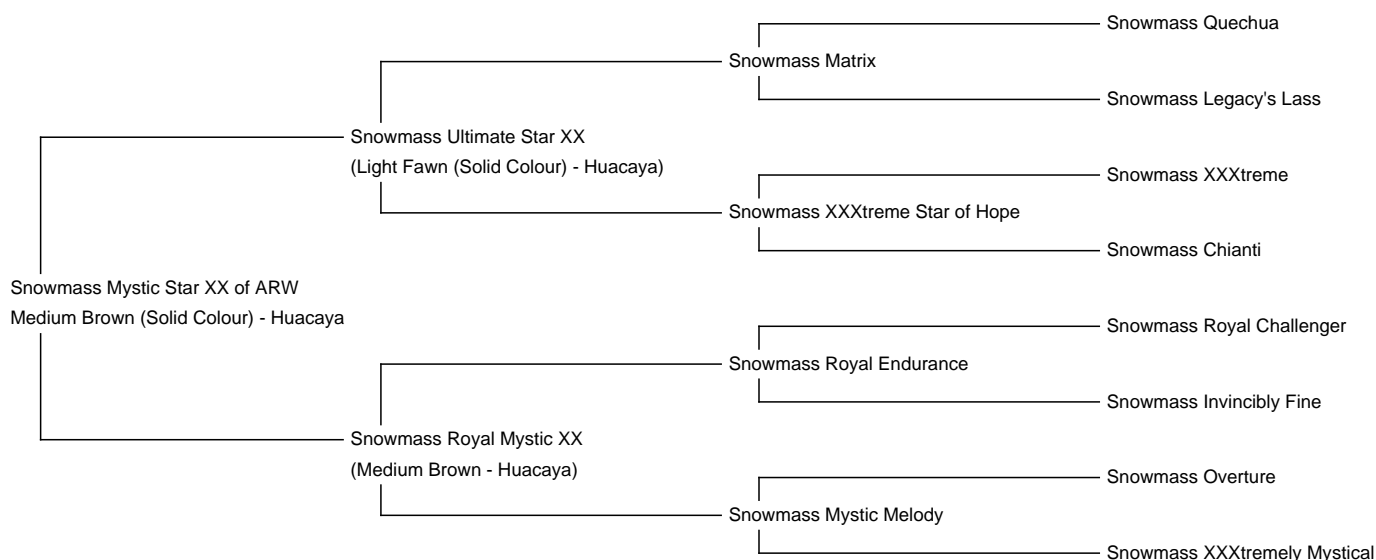 Snowmass Quechua
Snowmass Matrix
Snowmass Legacy's Lass
Snowmass Ultimate Star XX
(Light Fawn (Solid Colour) - Huacaya)
Snowmass XXXtreme
Snowmass XXXtreme Star of Hope
Snowmass Chianti
Snowmass Mystic Star XX of ARW
Medium Brown (Solid Colour) - Huacaya
Snowmass Royal Challenger
Snowmass Royal Endurance
Snowmass Invincibly Fine
Snowmass Royal Mystic XX
(Medium Brown - Huacaya)
Snowmass Overture
Snowmass Mystic Melody
Snowmass XXXtremely Mystical